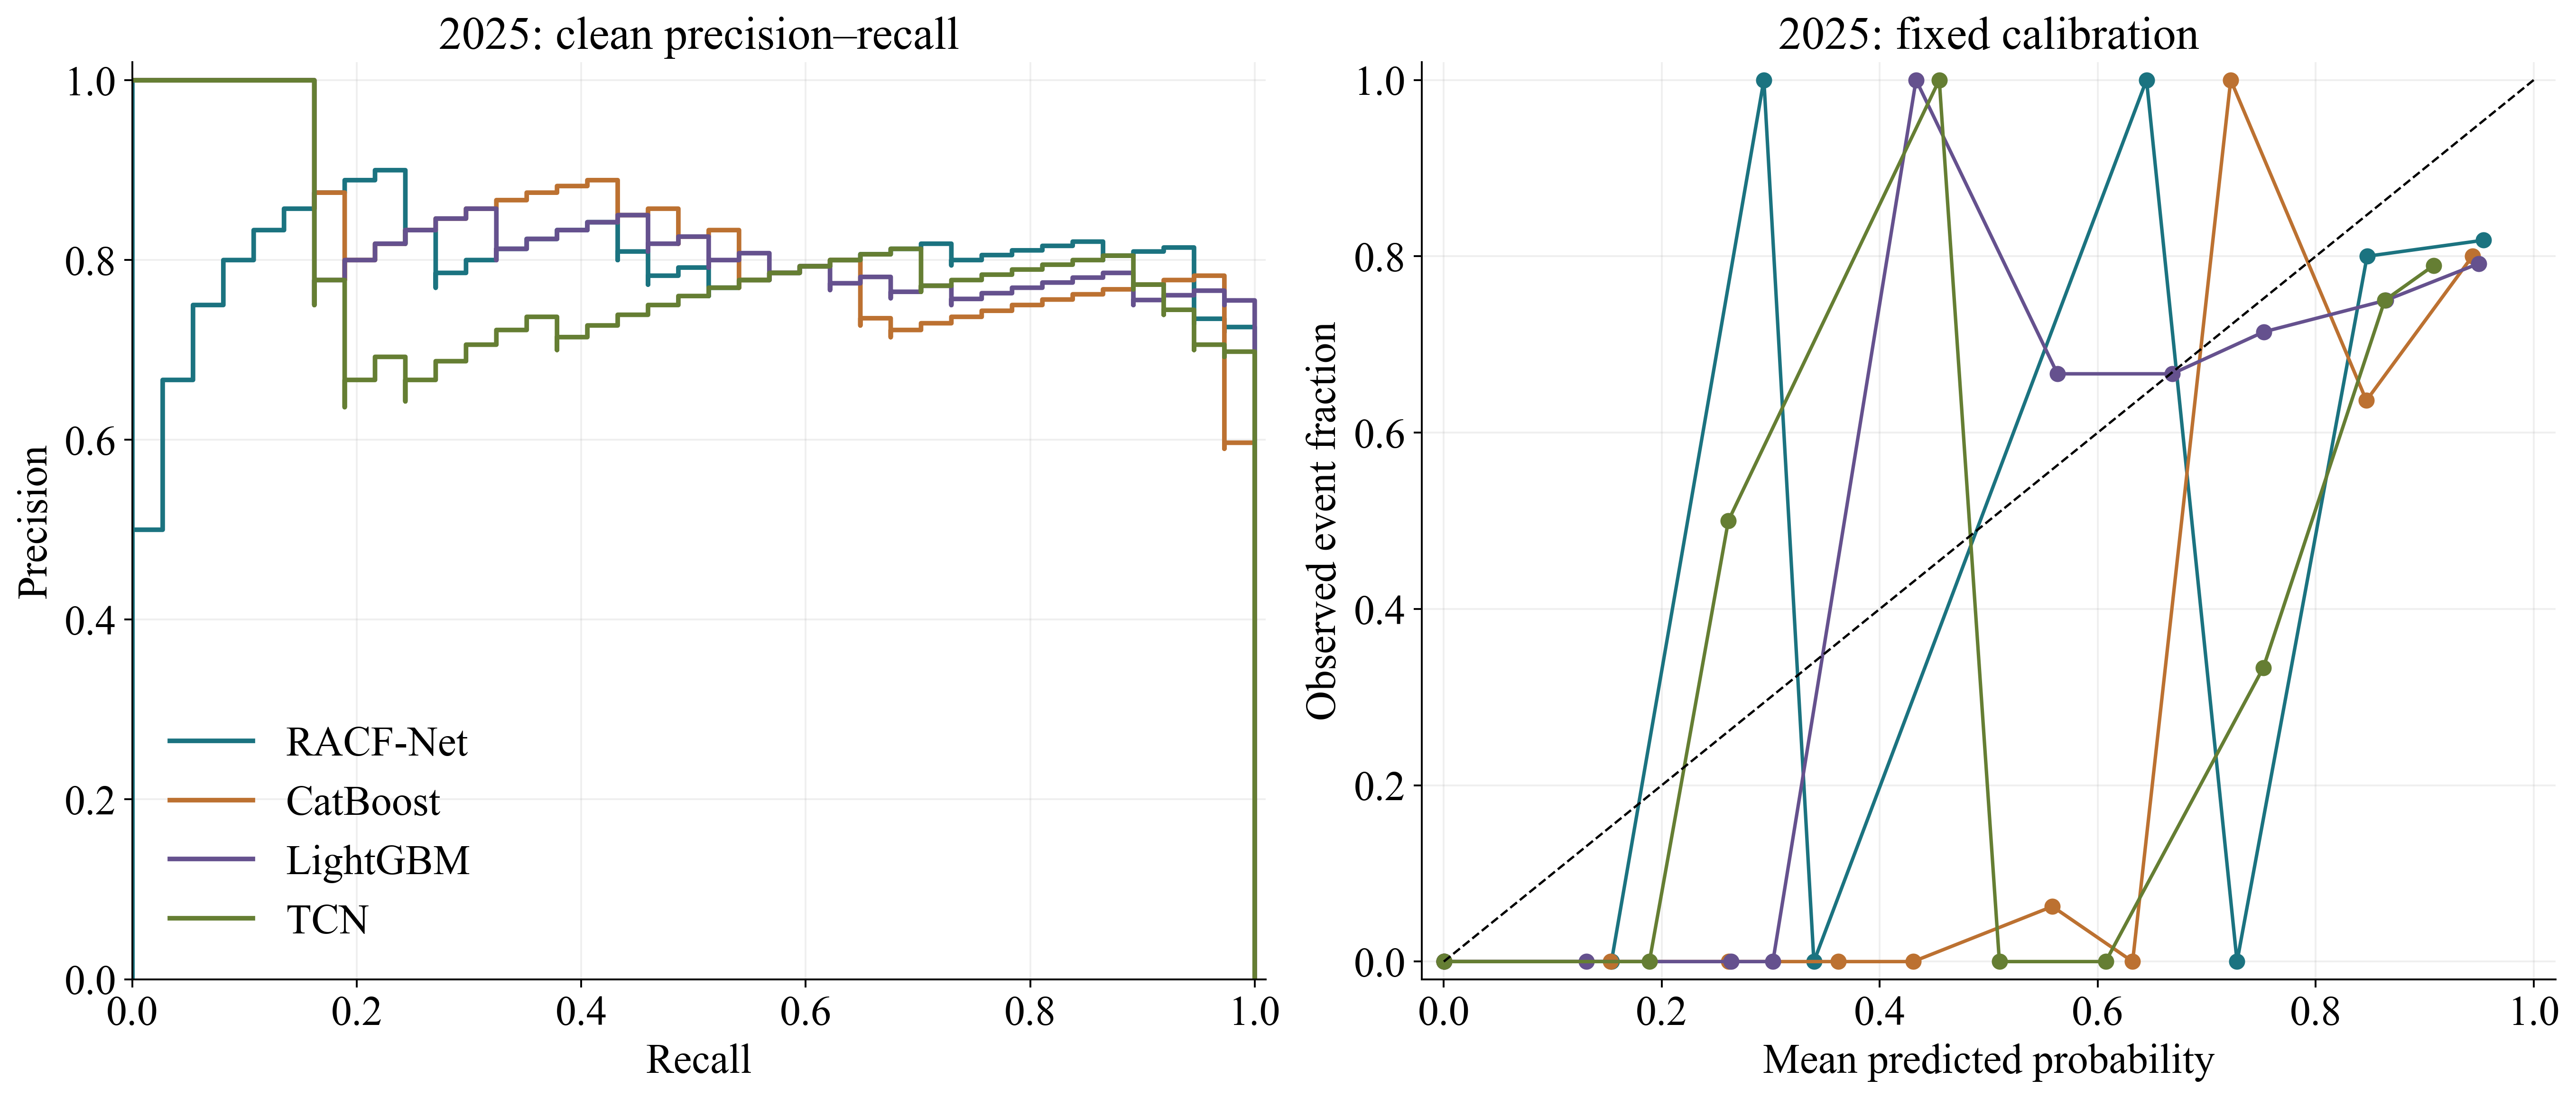 2025: clean precision–recall
1.0
0.8
0.6
0.4
0.2
0.0
Precision
RACF-Net
CatBoost
LightGBM
TCN
0.0 0.2 0.4 0.6 0.8 1.0
Recall
2025: fixed calibration
1.0
0.8
0.6
0.4
0.2
0.0
Observed event fraction
0.0 0.2 0.4 0.6 0.8 1.0
Mean predicted probability